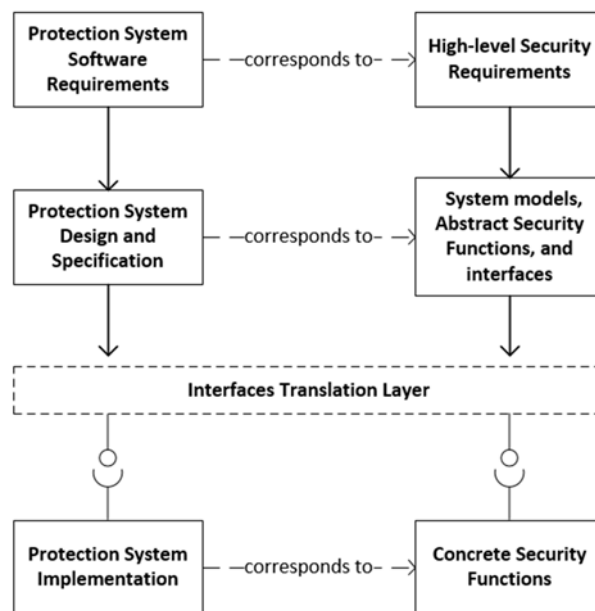 Protection System
Software
Requirements
corresponds to
High-level Security
Requirements
Protection System
Design and
Specification
corresponds to
System models,
Abstract Security
Functions, and
interfaces
Interfaces Translation Layer
Protection System
Implementation
corresponds to
Concrete Security
Functions